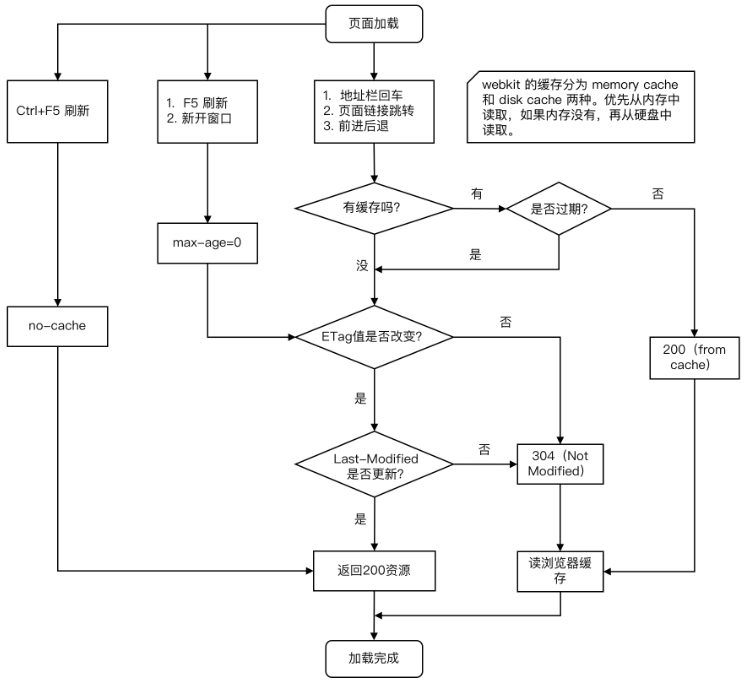 页面加载
Ctrl+F5 刷新
1. F5 刷新
2. 新开窗口
1. 地址栏回车
2. 页面链接跳转
3. 前进后退
webkit 的缓存分为 memory cache
和 disk cache 两种。优先从内存中
读取，如果内存没有，再从硬盘中
读取。
有缓存吗？
有
是否过期？
否
max-age=0
没
是
no-cache
ETag值是否改变？
否
200（from
cache）
是
Last-Modified
是否更新？
否
304（Not
Modified）
是
返回200资源
读浏览器缓
存
加载完成